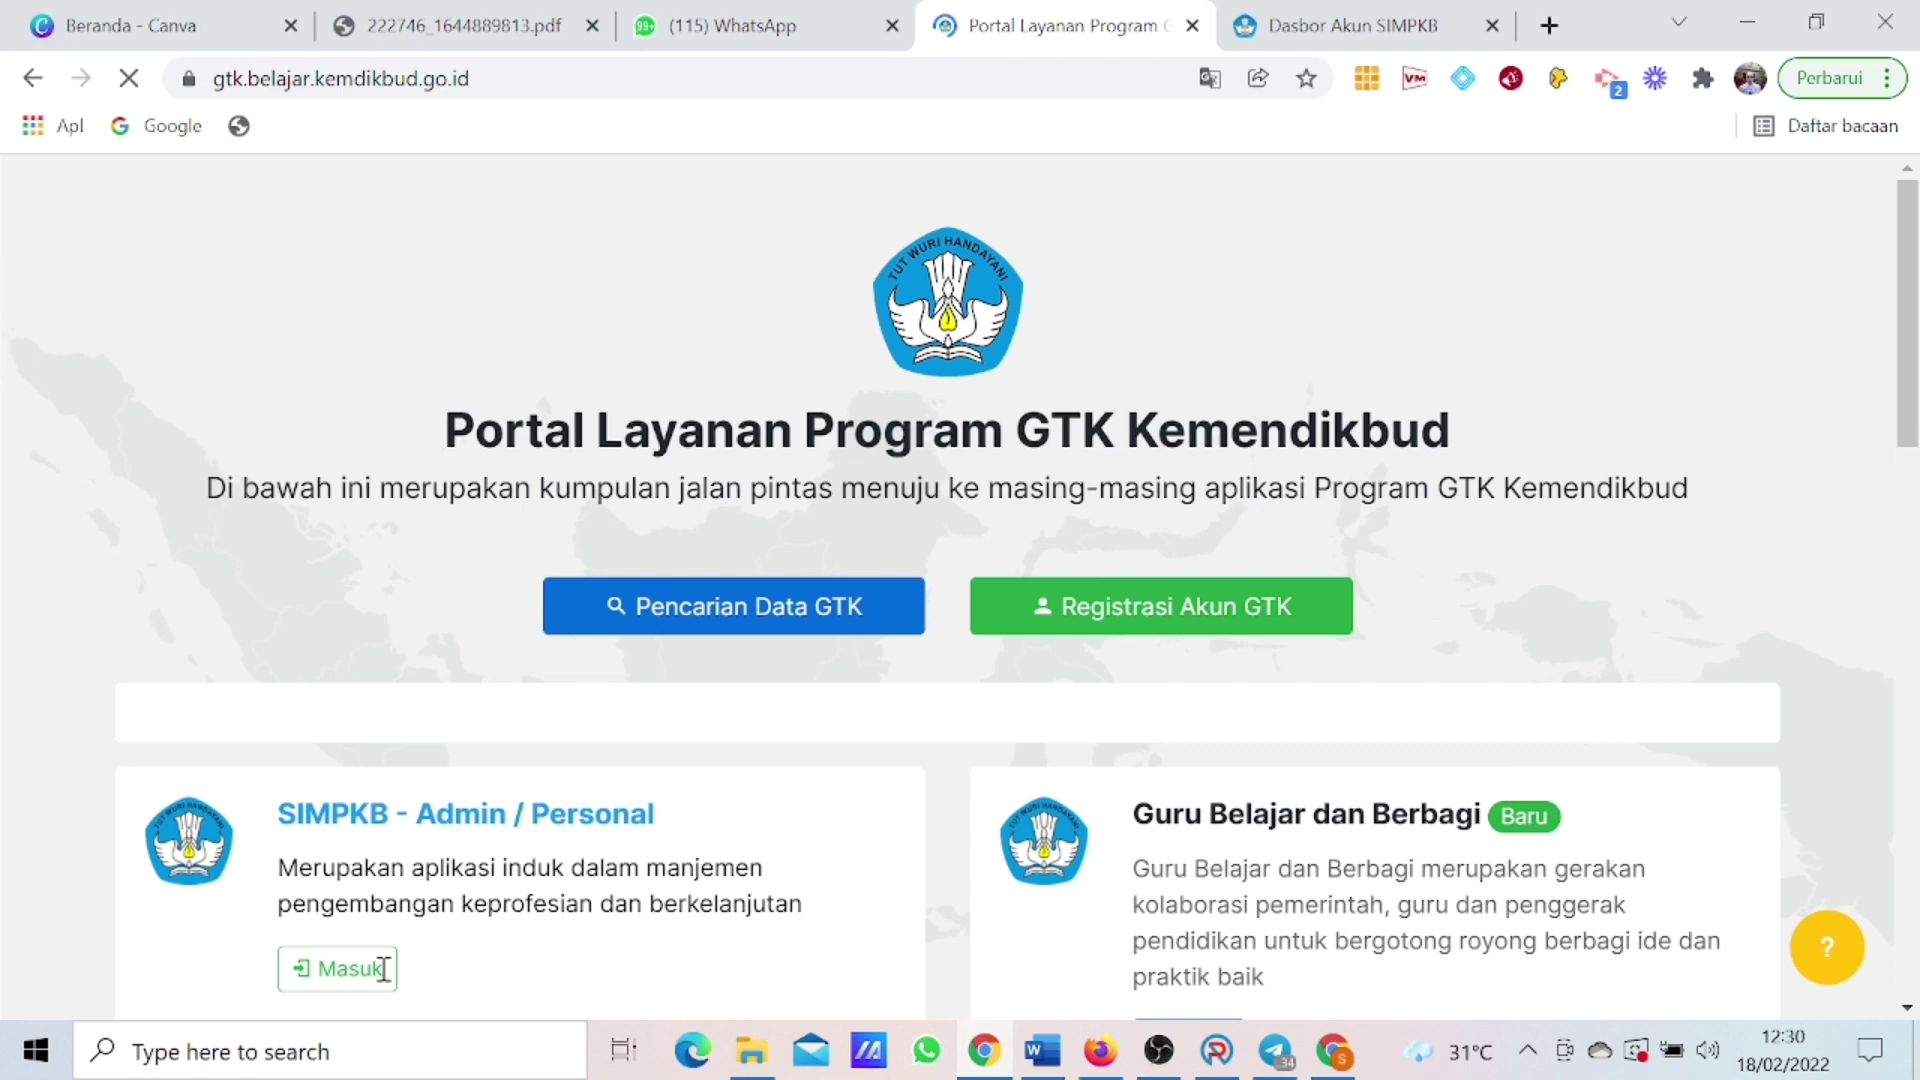 Beranda - Canva
222746_1644889813.pdf
(115) WhatsApp
Portal Layanan Program G
Dasbor Akun SIMPKB
gtk.belajar.kemdikbud.go.id
2
Perbarui
Apl
Google
Daftar bacaan
TUT WURI HANDAYANI
Portal Layanan Program GTK Kemendikbud
Di bawah ini merupakan kumpulan jalan pintas menuju ke masing-masing aplikasi Program GTK Kemendikbud
Pencarian Data GTK
Registrasi Akun GTK
SIMPKB - Admin / Personal
Merupakan aplikasi induk dalam manjemen
pengembangan keprofesian dan berkelanjutan
Masuk
Guru Belajar dan Berbagi Baru
Guru Belajar dan Berbagi merupakan gerakan
kolaborasi pemerintah, guru dan penggerak
pendidikan untuk bergotong royong berbagi ide dan
praktik baik
?
Type here to search
34
31°C
12:30
18/02/2022